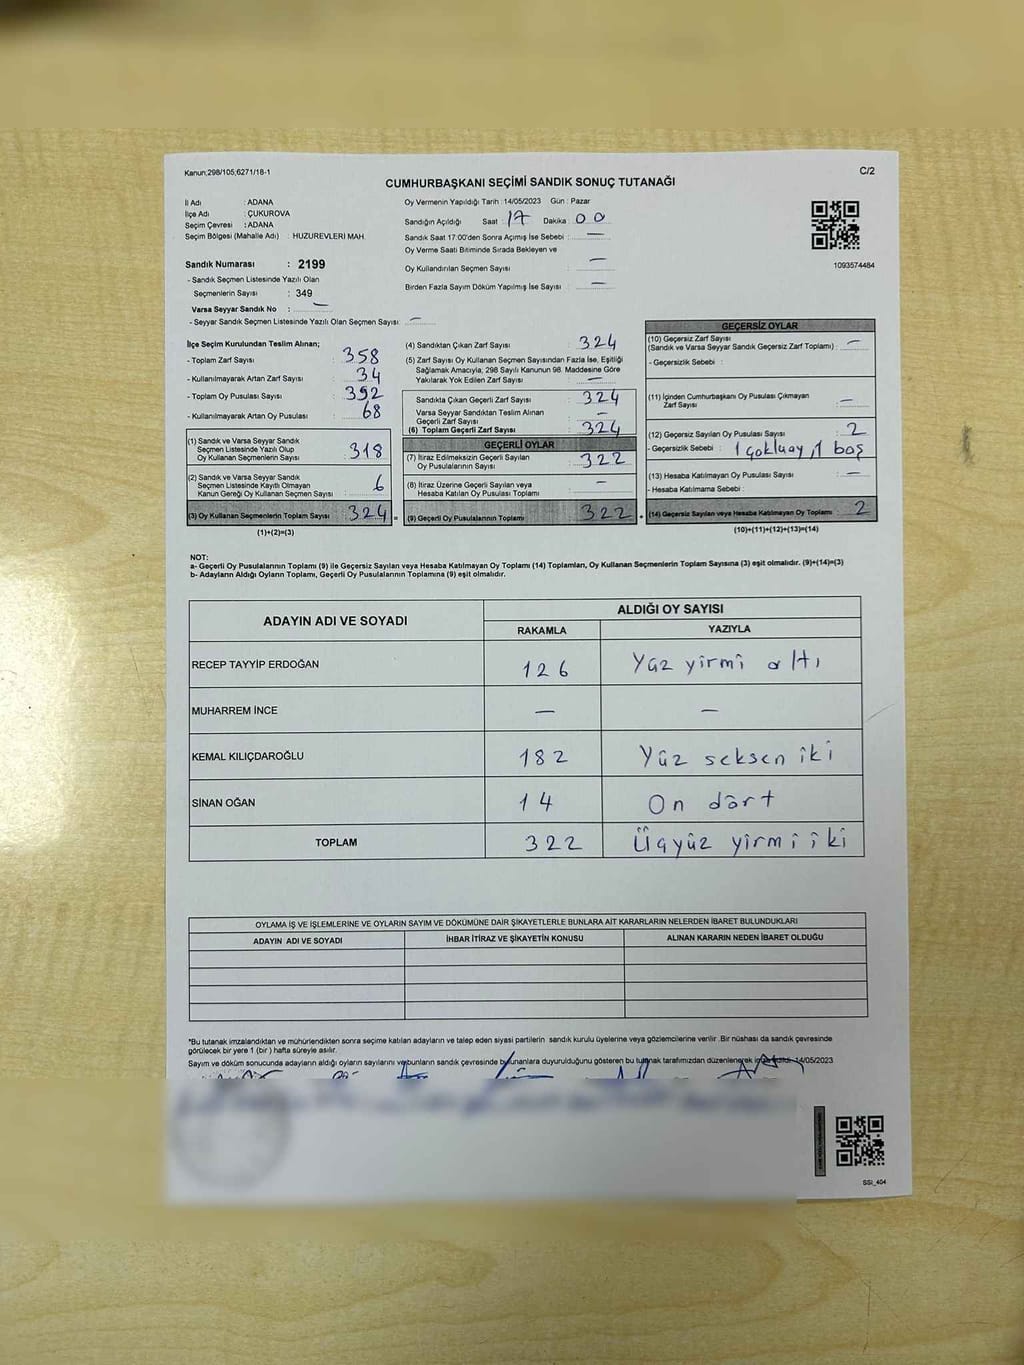 Kanun;298/105;6271/18-1
C/2
CUMHURBAŞKANI SEÇİMİ SANDIK SONUÇ TUTANAĞI
İl Adı : ADANA
İlçe Adı : ÇUKUROVA
Seçim Çevresi : ADANA
Seçim Bölgesi (Mahalle Adı) : HUZUREVLERİ MAH.
Sandık Numarası : 2199
- Sandık Seçmen Listesinde Yazılı Olan
Seçmenlerin Sayısı : 349
Varsa Seyyar Sandık No : —
- Seyyar Sandık Seçmen Listesinde Yazılı Olan Seçmen Sayısı: —
Oy Vermenin Yapıldığı Tarih : 14/05/2023 Gün : Pazar
Sandığın Açıldığı Saat : 17 Dakika : 00
Sandık Saat 17:00'den Sonra Açımış İse Sebebi : —
Oy Verme Saati Bitiminde Sırada Bekleyen ve
Oy Kullandırılan Seçmen Sayısı : —
Birden Fazla Sayım Döküm Yapılmış İse Sayısı : —
1093574484
İlçe Seçim Kurulundan Teslim Alınan;
- Toplam Zarf Sayısı : 358
- Kullanılmayarak Artan Zarf Sayısı : 34
- Toplam Oy Pusulası Sayısı : 392
- Kullanılmayarak Artan Oy Pusulası : 68
(1) Sandık ve Varsa Seyyar Sandık
Seçmen Listesinde Yazılı Olup
Oy Kullanan Seçmenlerin Sayısı : 318
(2) Sandık ve Varsa Seyyar Sandık
Seçmen Listesinde Kayıtlı Olmayan
Kanun Gereği Oy Kullanan Seçmen Sayısı : 6
(3) Oy Kullanan Seçmenlerin Toplam Sayısı : 324 =
(1)+(2)=(3)
(4) Sandıktan Çıkan Zarf Sayısı : 324
(5) Zarf Sayısı Oy Kullanan Seçmen Sayısından Fazla İse, Eşitliği
Sağlamak Amacıyla; 298 Sayılı Kanunun 98. Maddesine Göre
Yakılarak Yok Edilen Zarf Sayısı : —
Sandıkta Çıkan Geçerli Zarf Sayısı : 324
Varsa Seyyar Sandıktan Teslim Alınan
Geçerli Zarf Sayısı : —
(6) Toplam Geçerli Zarf Sayısı : 324
GEÇERLİ OYLAR
(7) İtiraz Edilmeksizin Geçerli Sayılan
Oy Pusulalarının Sayısı : 322
(8) İtiraz Üzerine Geçerli Sayılan veya
Hesaba Katılan Oy Pusulası Toplamı : —
(9) Geçerli Oy Pusulalarının Toplamı : 322 +
GEÇERSİZ OYLAR
(10) Geçersiz Zarf Sayısı
(Sandık ve Varsa Seyyar Sandık Geçersiz Zarf Toplamı) : —
- Geçersizlik Sebebi :
(11) İçinden Cumhurbaşkanı Oy Pusulası Çıkmayan
Zarf Sayısı : —
(12) Geçersiz Sayılan Oy Pusulası Sayısı : 2
- Geçersizlik Sebebi : 1 çokluoy, 1 boş
(13) Hesaba Katılmayan Oy Pusulası Sayısı : —
- Hesaba Katılmama Sebebi :
(14) Geçersiz Sayılan veya Hesaba Katılmayan Oy Toplamı : 2
(10)+(11)+(12)+(13)=(14)
NOT:
a- Geçerli Oy Pusulalarının Toplamı (9) ile Geçersiz Sayılan veya Hesaba Katılmayan Oy Toplamı (14) Toplamları, Oy Kullanan Seçmenlerin Toplam Sayısına (3) eşit olmalıdır. (9)+(14)=(3)
b- Adayların Aldığı Oyların Toplamı, Geçerli Oy Pusulalarının Toplamına (9) eşit olmalıdır.
ADAYIN ADI VE SOYADI
ALDIĞI OY SAYISI
RAKAMLA YAZIYLA
RECEP TAYYİP ERDOĞAN 126 Yüz yirmi altı
MUHARREM İNCE — —
KEMAL KILIÇDAROĞLU 182 Yüz seksen iki
SİNAN OĞAN 14 On dört
TOPLAM 322 Üçyüz yirmi iki
OYLAMA İŞ VE İŞLEMLERİNE VE OYLARIN SAYIM VE DÖKÜMÜNE DAİR ŞİKAYETLERLE BUNLARA AİT KARARLARIN NELERDEN İBARET BULUNDUKLARI
ADAYIN ADI VE SOYADI İHBAR İTİRAZ VE ŞİKAYETİN KONUSU ALINAN KARARIN NEDEN İBARET OLDUĞU
*Bu tutanak imzalandıktan ve mühürlendikten sonra seçime katılan adayların ve talep eden siyasi partilerin sandık kurulu üyelerine veya gözlemcilerine verilir .Bir nüshası da sandık çevresinde
görülecek bir yere 1 (bir ) hafta süreyle asılır.
Sayım ve döküm sonucunda adayların aldığı oyların sayılarını ve bunların sandık çevresinde bulunanlara duyurulduğunu gösteren bu tutanak tarafımızdan düzenlenerek 14/05/2023
SSİ_404